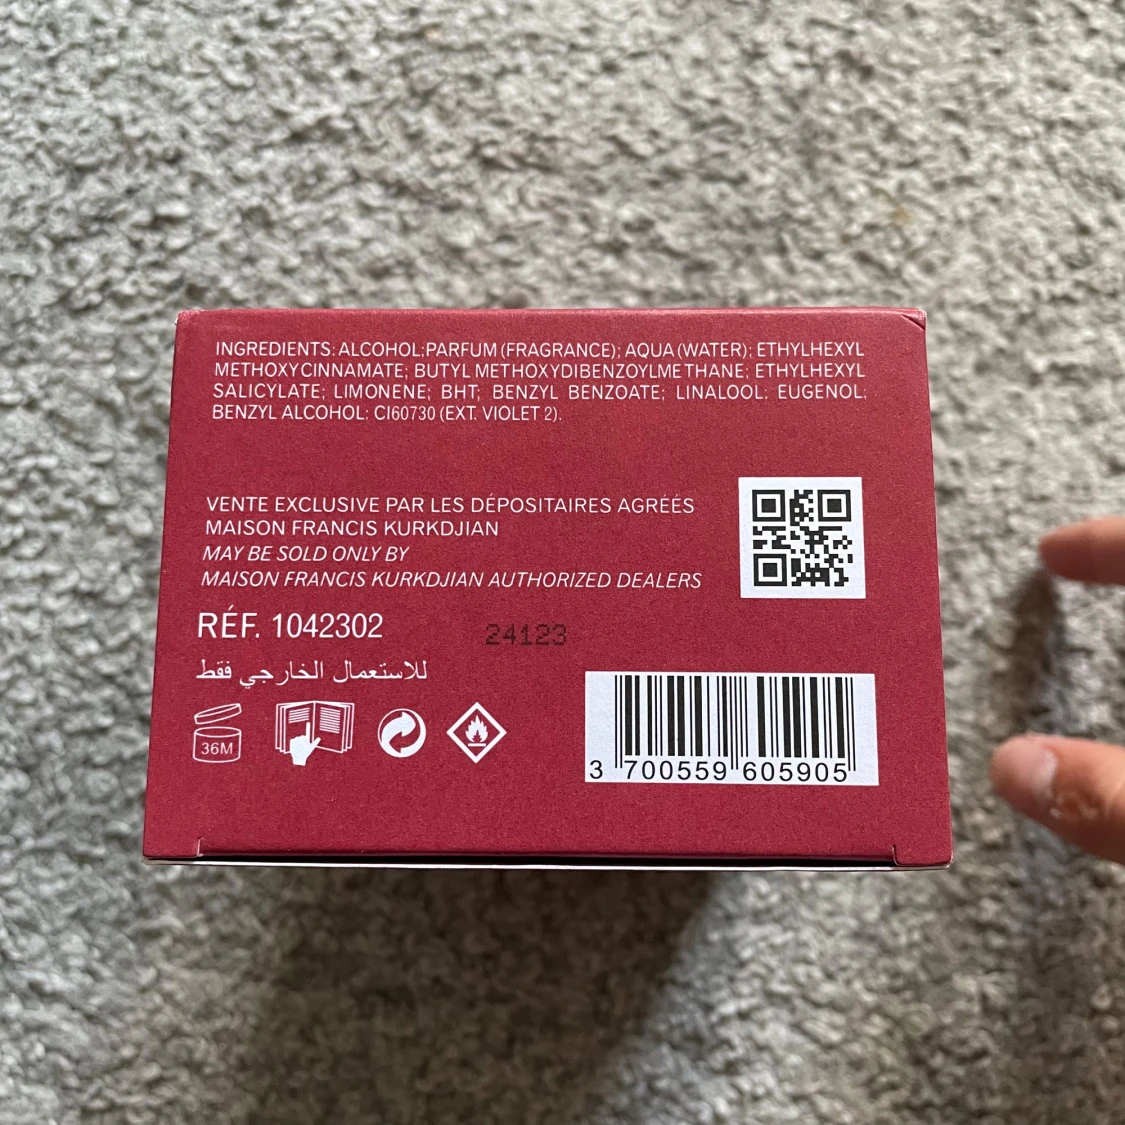 INGREDIENTS: ALCOHOL;PARFUM (FRAGRANCE); AQUA (WATER); ETHYLHEXYL
METHOXYCINNAMATE; BUTYL METHOXYDIBENZOYLMETHANE; ETHYLHEXYL
SALICYLATE; LIMONENE; BHT; BENZYL BENZOATE; LINALOOL; EUGENOL;
BENZYL ALCOHOL; CI60730 (EXT. VIOLET 2).
VENTE EXCLUSIVE PAR LES DÉPOSITAIRES AGRÉÉS
MAISON FRANCIS KURKDJIAN
MAY BE SOLD ONLY BY
MAISON FRANCIS KURKDJIAN AUTHORIZED DEALERS
RÉF. 1042302
24123
للاستعمال الخارجي فقط
36M
3 700559 605905